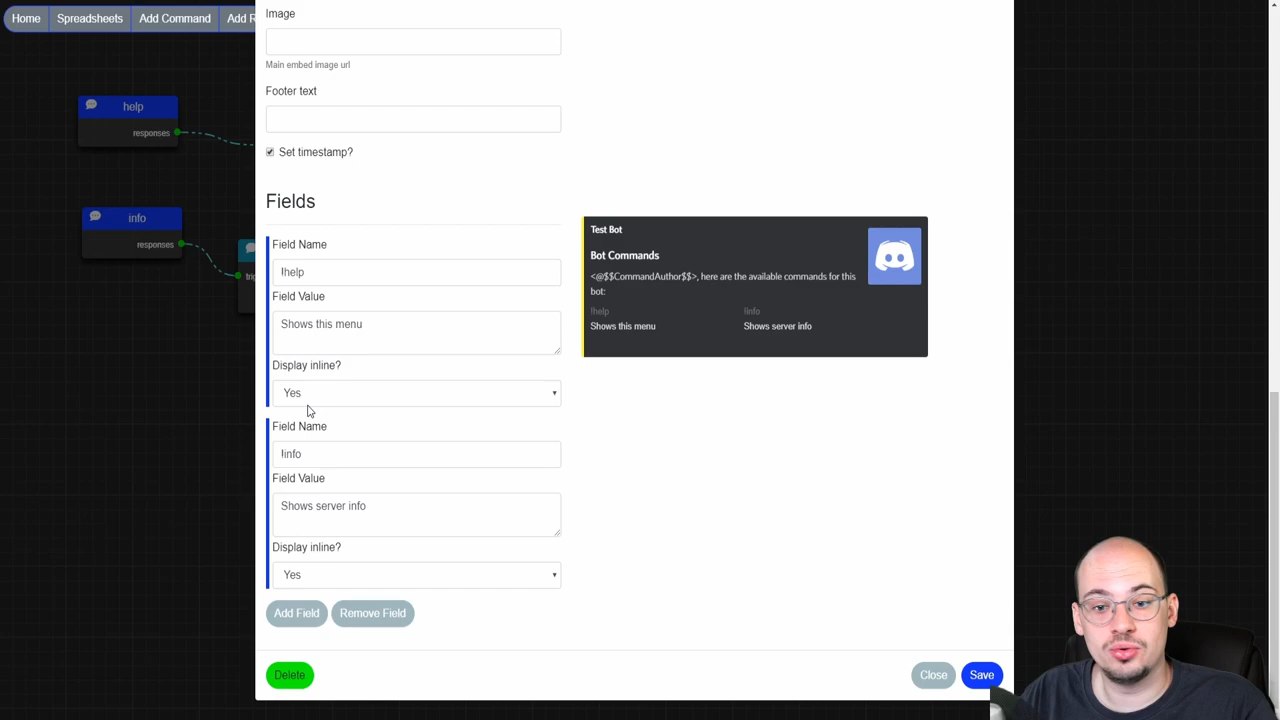 Home Spreadsheets Add Command Add R
Image
Main embed image url
Footer text
Set timestamp?
help
responses
info
responses
trig
Fields
Field Name
!help
Field Value
Shows this menu
Display inline?
Yes
Field Name
!info
Field Value
Shows server info
Display inline?
Yes
Add Field Remove Field
Delete
Close Save
Test Bot
Bot Commands
<@$$CommandAuthor$$>, here are the available commands for this
bot:
!help !info
Shows this menu Shows server info